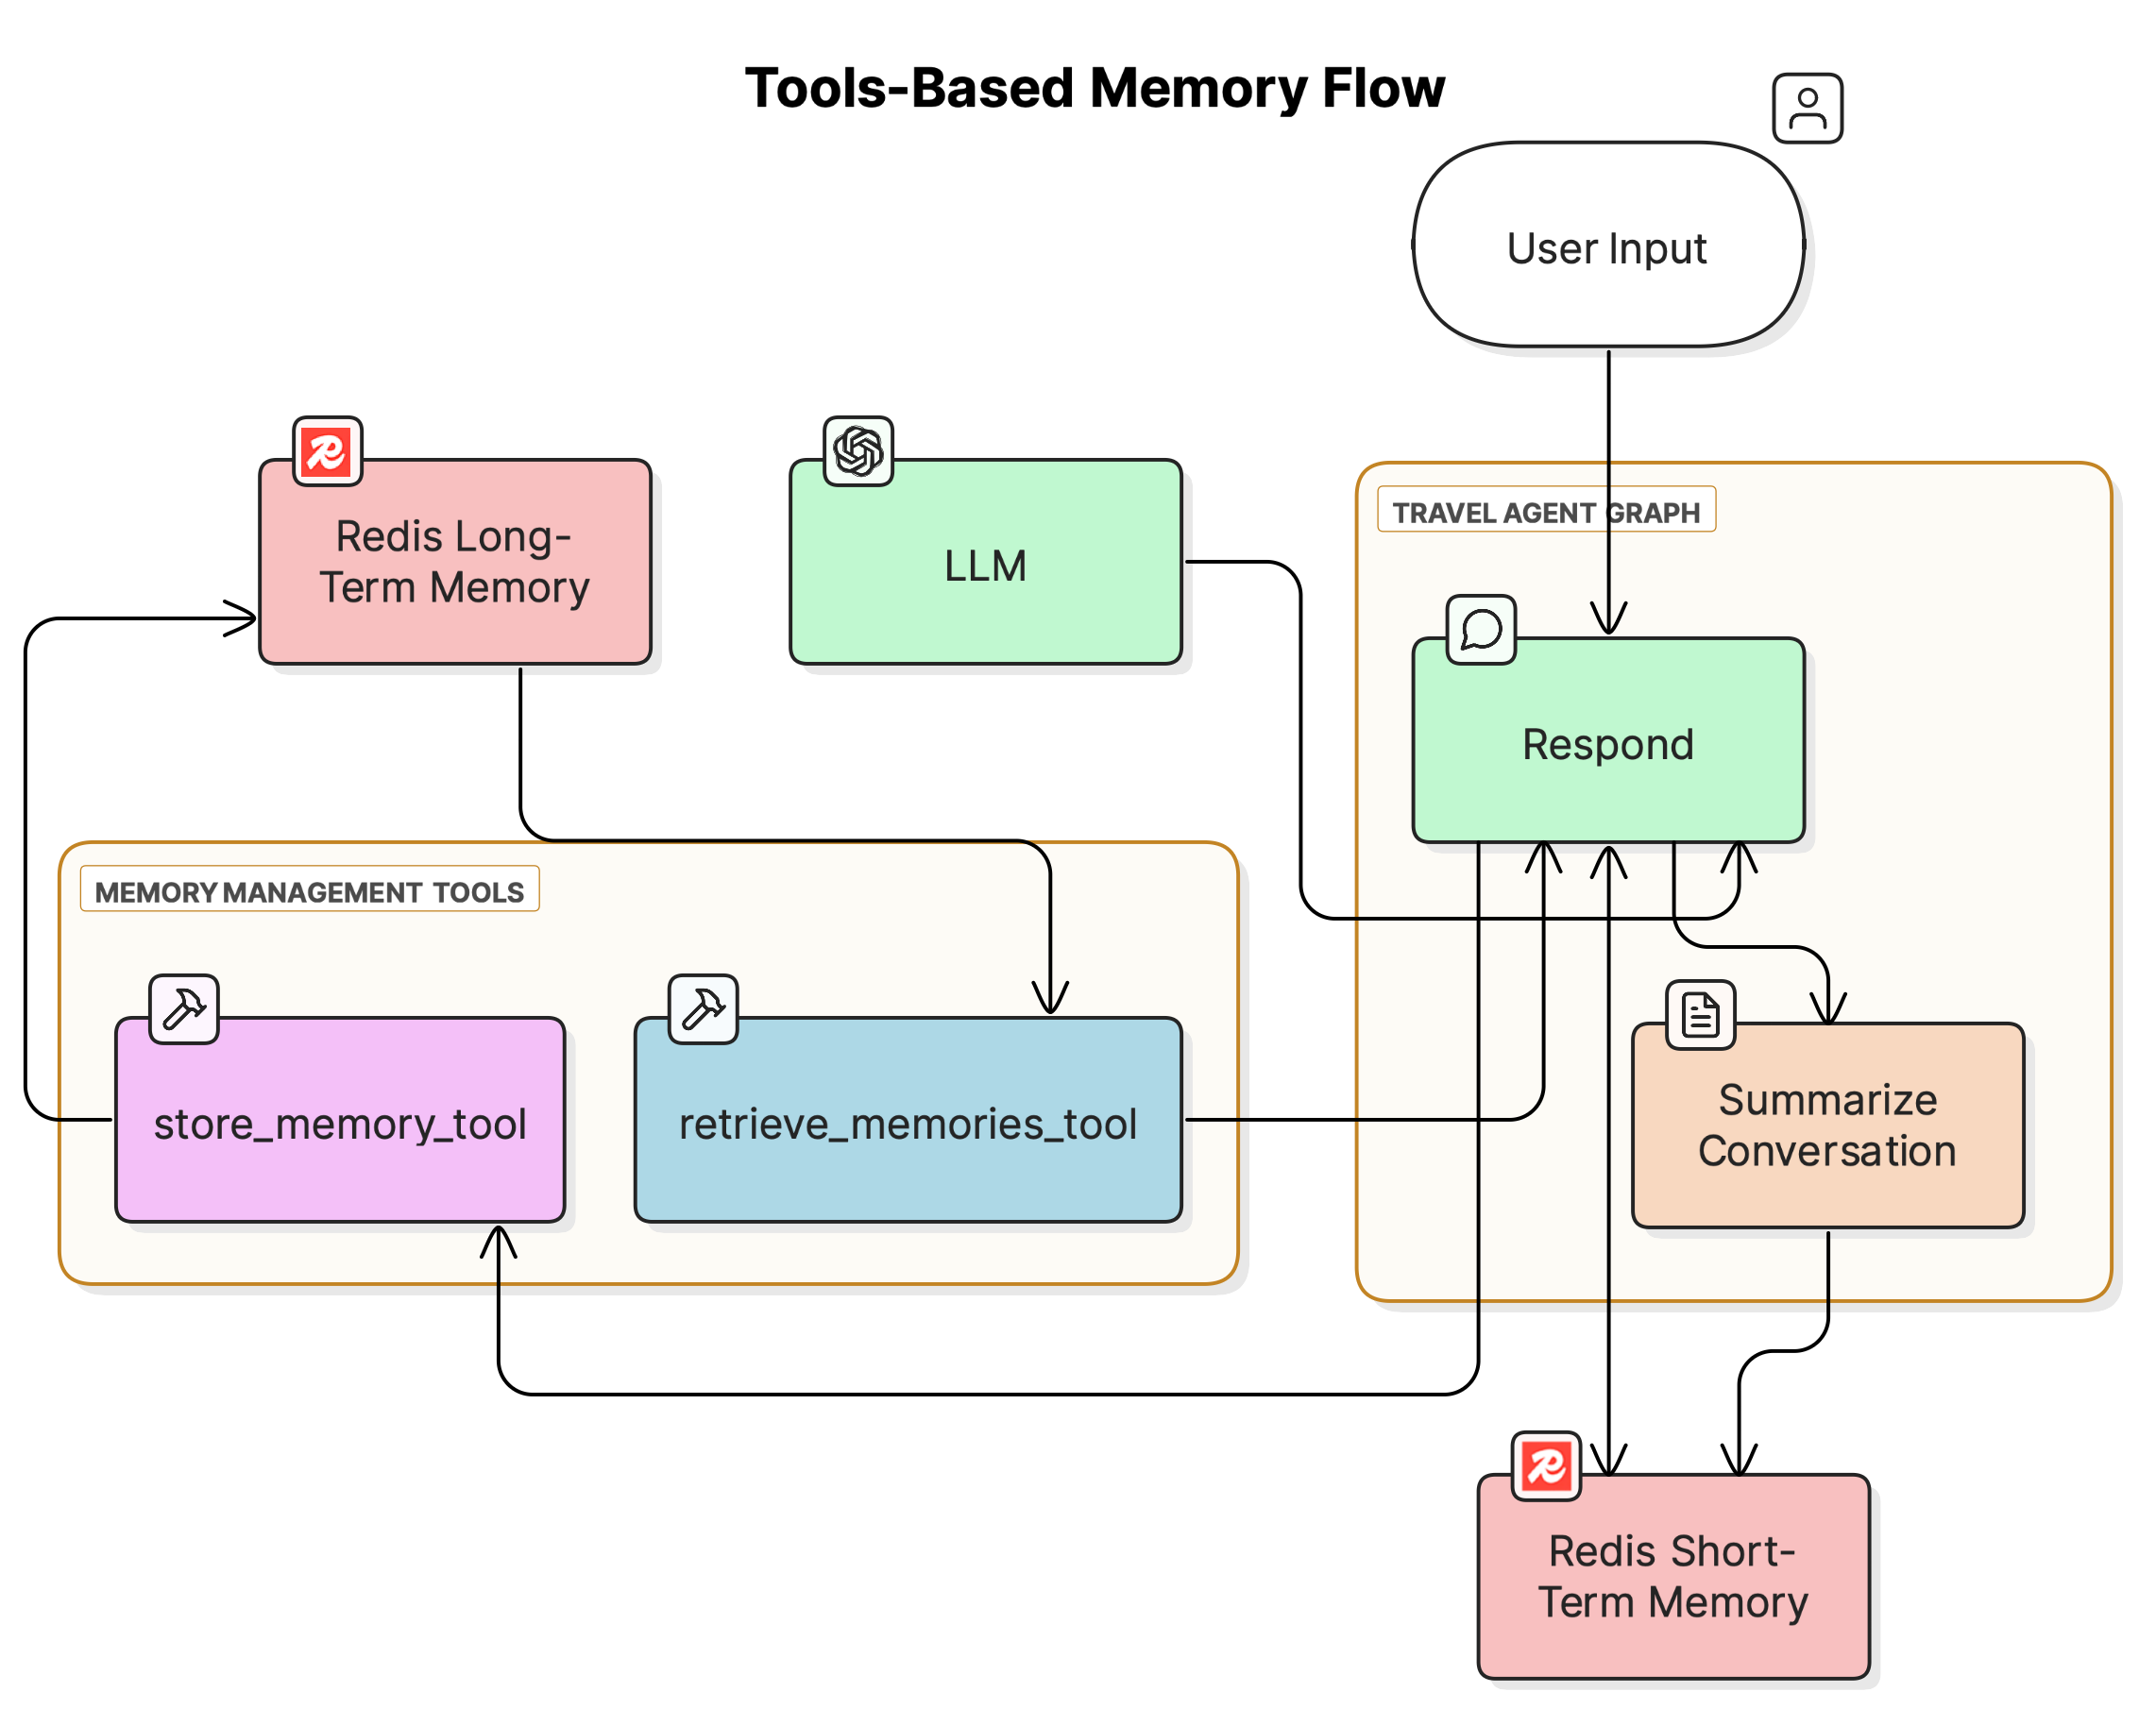 Tools-Based Memory Flow
User Input
Redis Long-
Term Memory
LLM
TRAVEL AGENT GRAPH
Respond
MEMORY MANAGEMENT TOOLS
store_memory_tool
retrieve_memories_tool
Summarize
Conversation
Redis Short-
Term Memory